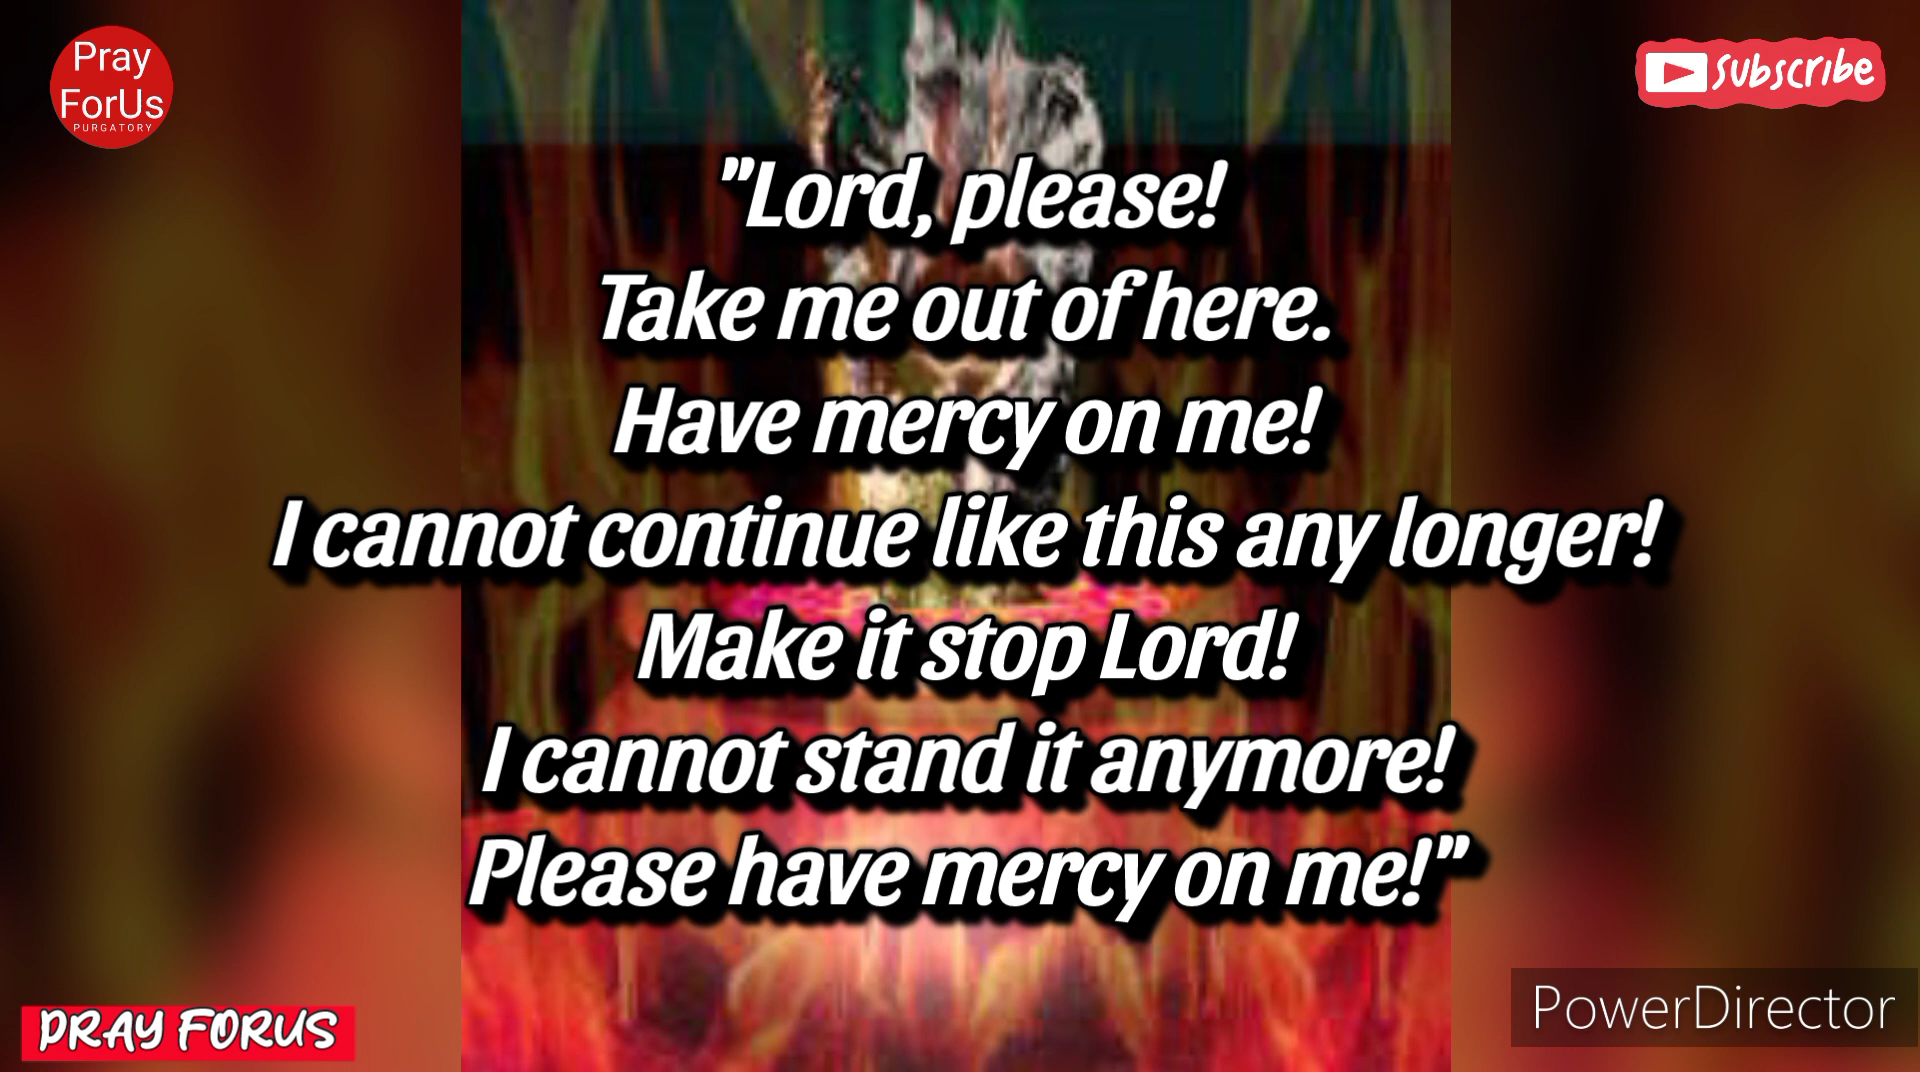 Pray
ForUs
PURGATORY
Subscribe
"Lord, please!
Take me out of here.
Have mercy on me!
I cannot continue like this any longer!
Make it stop Lord!
I cannot stand it anymore!
Please have mercy on me!"
PRAY FORUS
PowerDirector